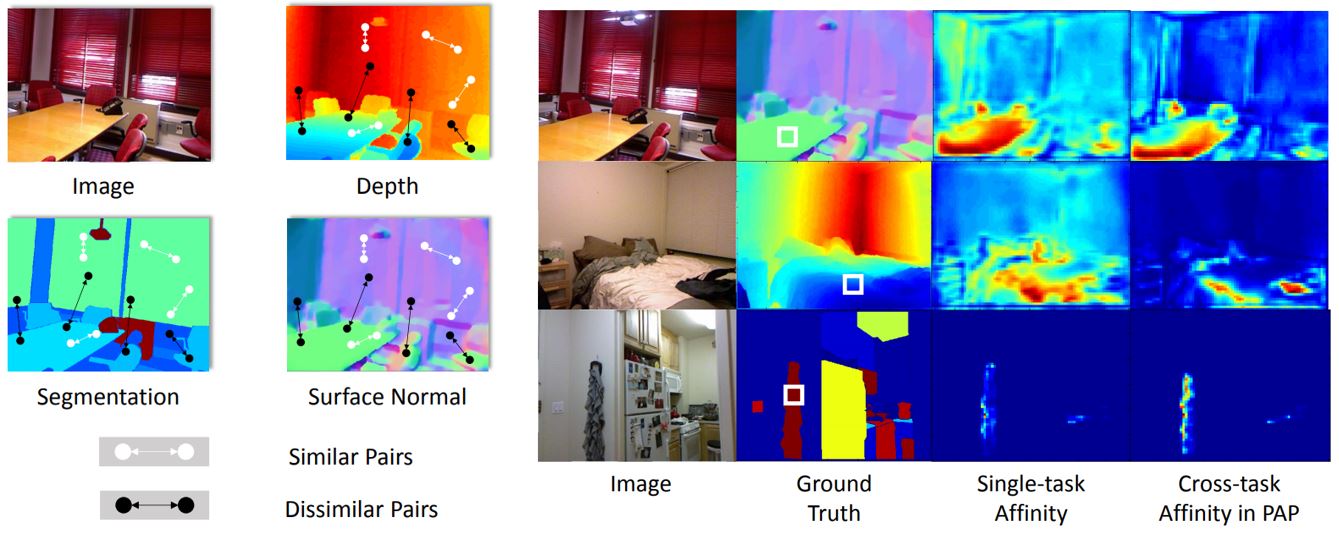 Image
Depth
Segmentation
Surface Normal
Similar Pairs
Dissimilar Pairs
Image
Ground
Truth
Single-task
Affinity
Cross-task
Affinity in PAP